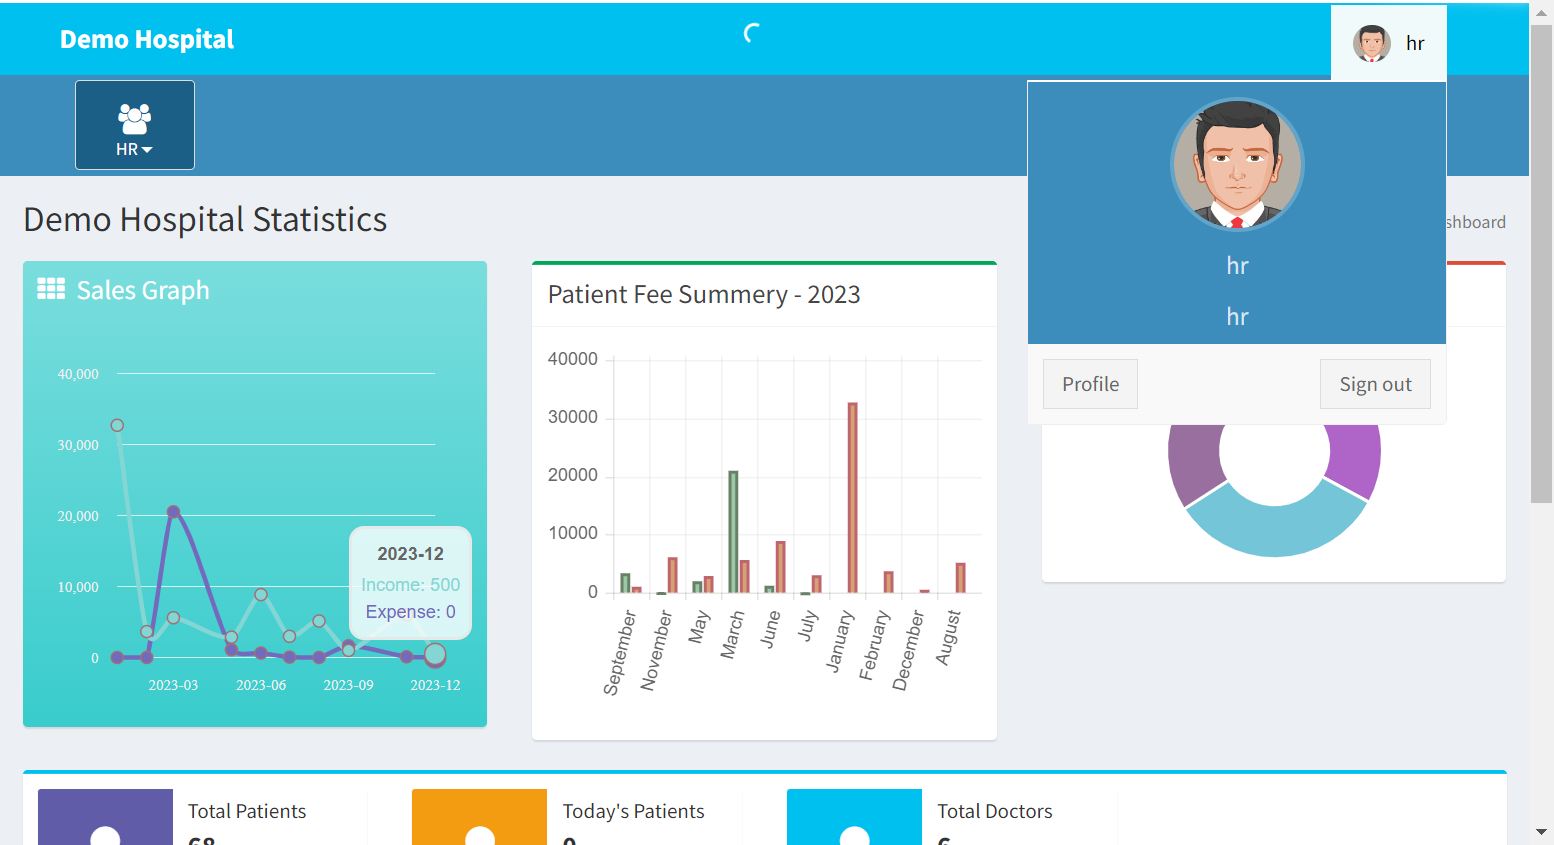 Demo Hospital
hr
HR
hr
hr
Profile
Sign out
Demo Hospital Statistics
shboard
Sales Graph
40,000
30,000
20,000
10,000
0
2023-03
2023-06
2023-09
2023-12
2023-12
Income: 500
Expense: 0
Patient Fee Summery - 2023
40000
30000
20000
10000
0
September
November
May
March
June
July
January
February
December
August
Total Patients
68
Today's Patients
0
Total Doctors
6